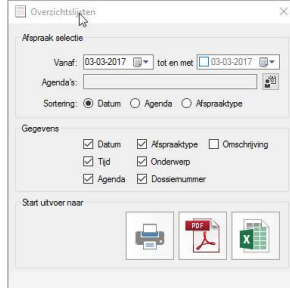 Overzichtslijsten
Afspraak selectie
Vanaf: 03-03-2017 tot en met 03-03-2017
Agenda's:
Sortering: Datum Agenda Afspraaktype
Gegevens
Datum Afspraaktype Omschrijving
Tijd Onderwerp
Agenda Dossiernummer
Start uitvoer naar
PDF
X